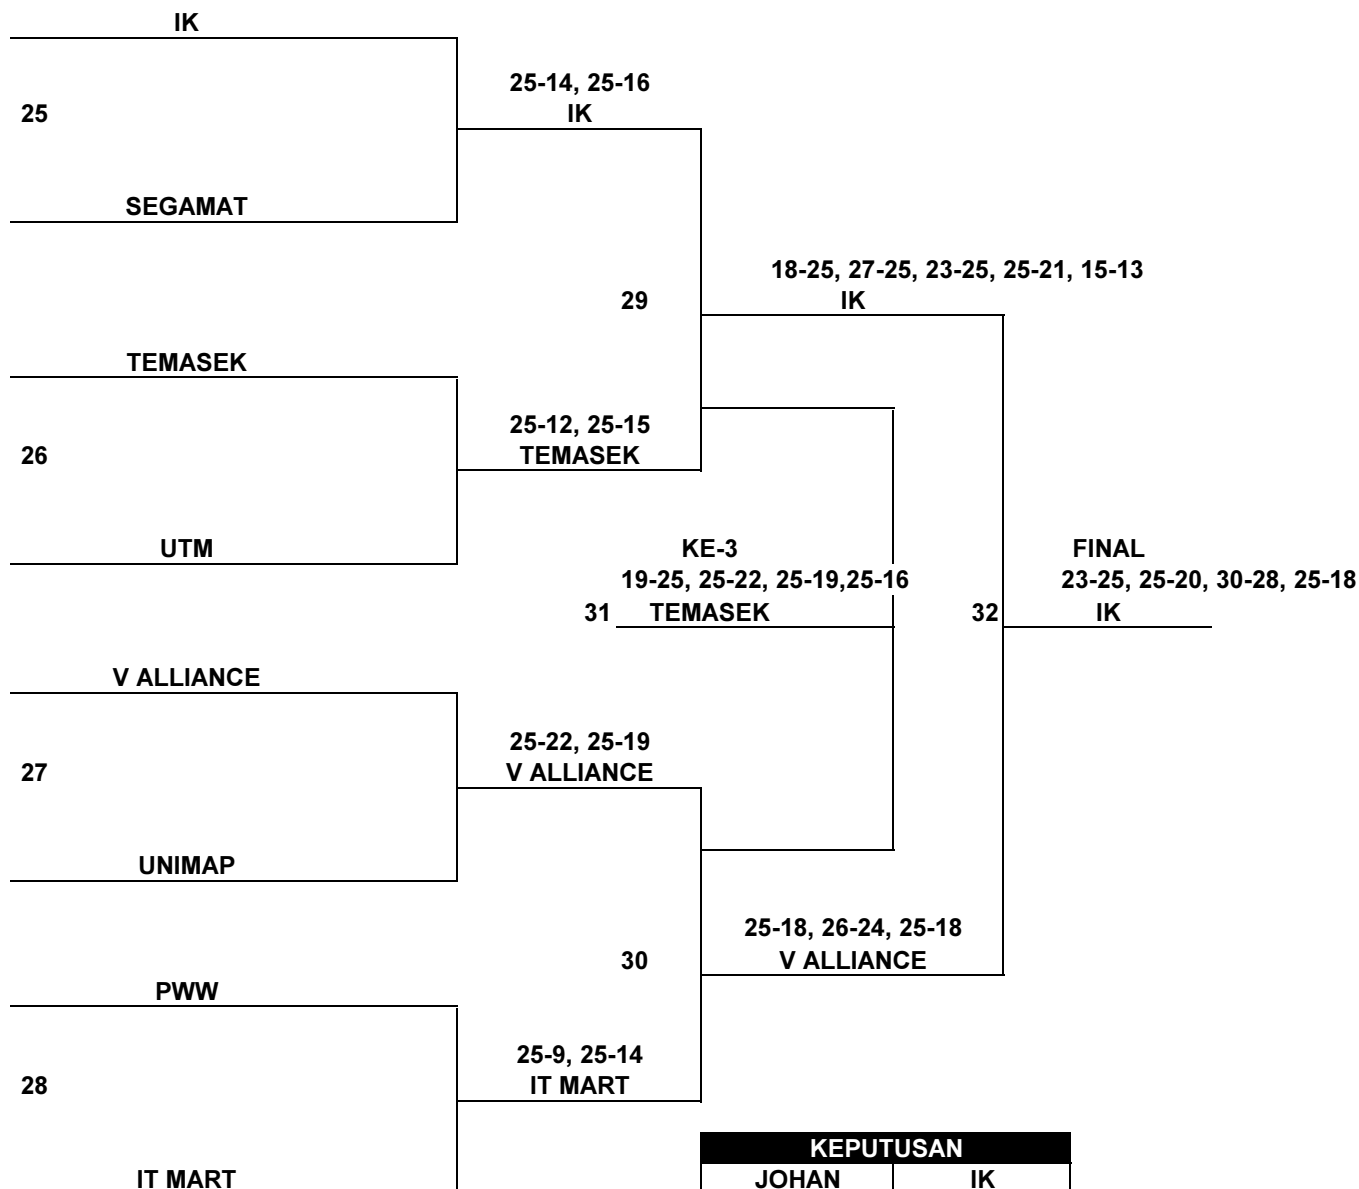 IK
25-14, 25-16
25 IK
SEGAMAT
18-25, 27-25, 23-25, 25-21, 15-13
29 IK
TEMASEK
25-12, 25-15
26 TEMASEK
UTM KE-3 FINAL
19-25, 25-22, 25-19,25-16 23-25, 25-20, 30-28, 25-18
31 TEMASEK 32 IK
V ALLIANCE
25-22, 25-19
27 V ALLIANCE
UNIMAP
25-18, 26-24, 25-18
30 V ALLIANCE
PWW
25-9, 25-14
28 IT MART
KEPUTUSAN
IT MART JOHAN IK